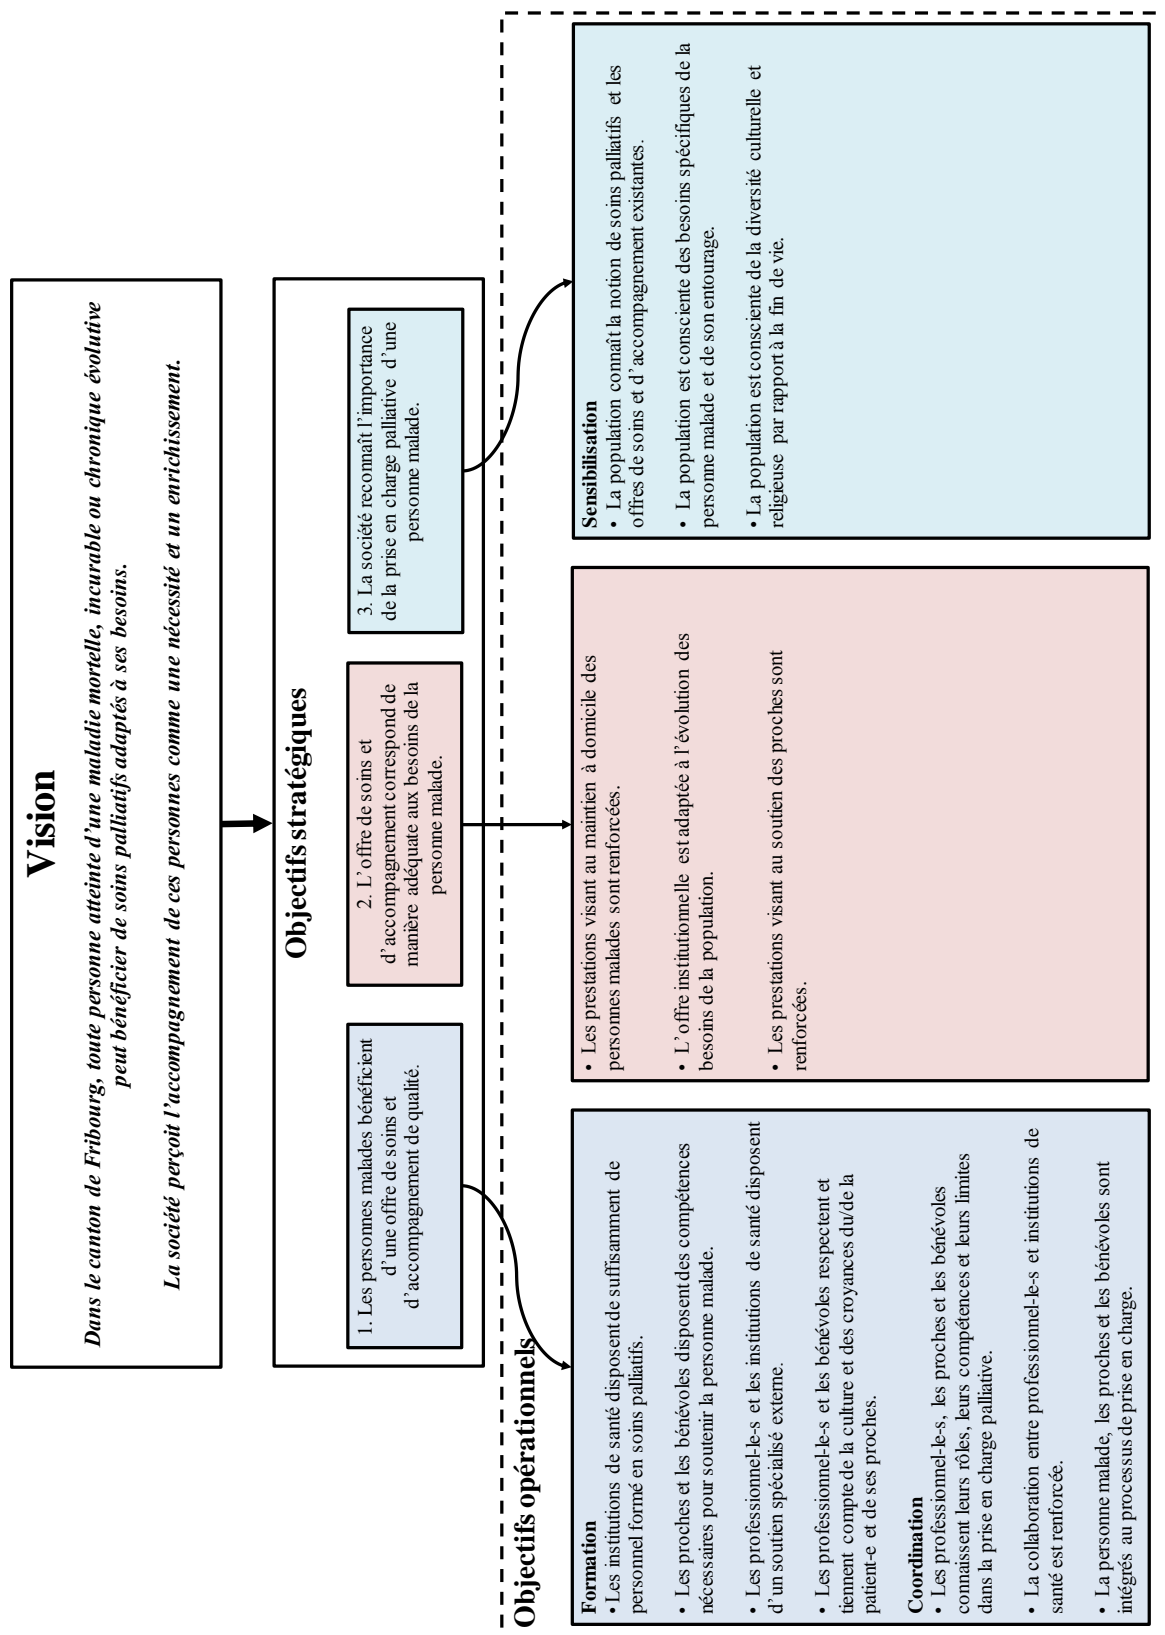 Vision
Dans le canton de Fribourg, toute personne atteinte d'une maladie mortelle, incurable ou chronique évolutive
peut bénéficier de soins palliatifs adaptés à ses besoins.
La société perçoit l'accompagnement de ces personnes comme une nécessité et un enrichissement.
Objectifs stratégiques
1. Les personnes malades bénéficient
d'une offre de soins et
d'accompagnement de qualité.
2. L'offre de soins et
d'accompagnement correspond de
manière adéquate aux besoins de la
personne malade.
3. La société reconnaît l'importance
de la prise en charge palliative d'une
personne malade.
Objectifs opérationnels
Formation
• Les institutions de santé disposent de suffisamment de
personnel formé en soins palliatifs.
• Les proches et les bénévoles disposent des compétences
nécessaires pour soutenir la personne malade.
• Les professionnel-le-s et les institutions de santé disposent
d'un soutien spécialisé externe.
• Les professionnel-le-s et les bénévoles respectent et
tiennent compte de la culture et des croyances du/de la
patient-e et de ses proches.
Coordination
• Les professionnel-le-s, les proches et les bénévoles
connaissent leurs rôles, leurs compétences et leurs limites
dans la prise en charge palliative.
• La collaboration entre professionnel-le-s et institutions de
santé est renforcée.
• La personne malade, les proches et les bénévoles sont
intégrés au processus de prise en charge.
• Les prestations visant au maintien à domicile des
personnes malades sont renforcées.
• L'offre institutionnelle est adaptée à l'évolution des
besoins de la population.
• Les prestations visant au soutien des proches sont
renforcées.
Sensibilisation
• La population connaît la notion de soins palliatifs et les
offres de soins et d'accompagnement existantes.
• La population est consciente des besoins spécifiques de la
personne malade et de son entourage.
• La population est consciente de la diversité culturelle et
religieuse par rapport à la fin de vie.